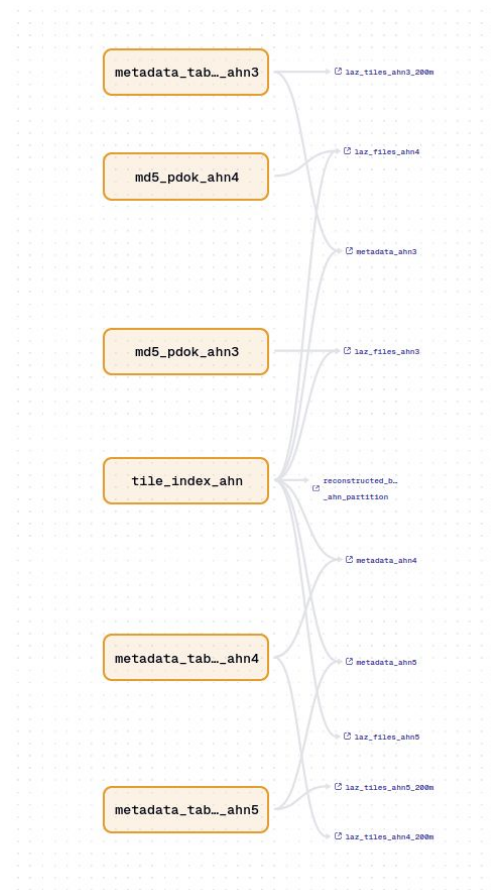 metadata_tab…_ahn3
laz_tiles_ahn3_200m
laz_files_ahn4
md5_pdok_ahn4
metadata_ahn3
md5_pdok_ahn3
laz_files_ahn3
tile_index_ahn
reconstructed_b…
_ahn_partition
metadata_ahn4
metadata_tab…_ahn4
metadata_ahn5
laz_files_ahn5
laz_tiles_ahn5_200m
metadata_tab…_ahn5
laz_tiles_ahn4_200m